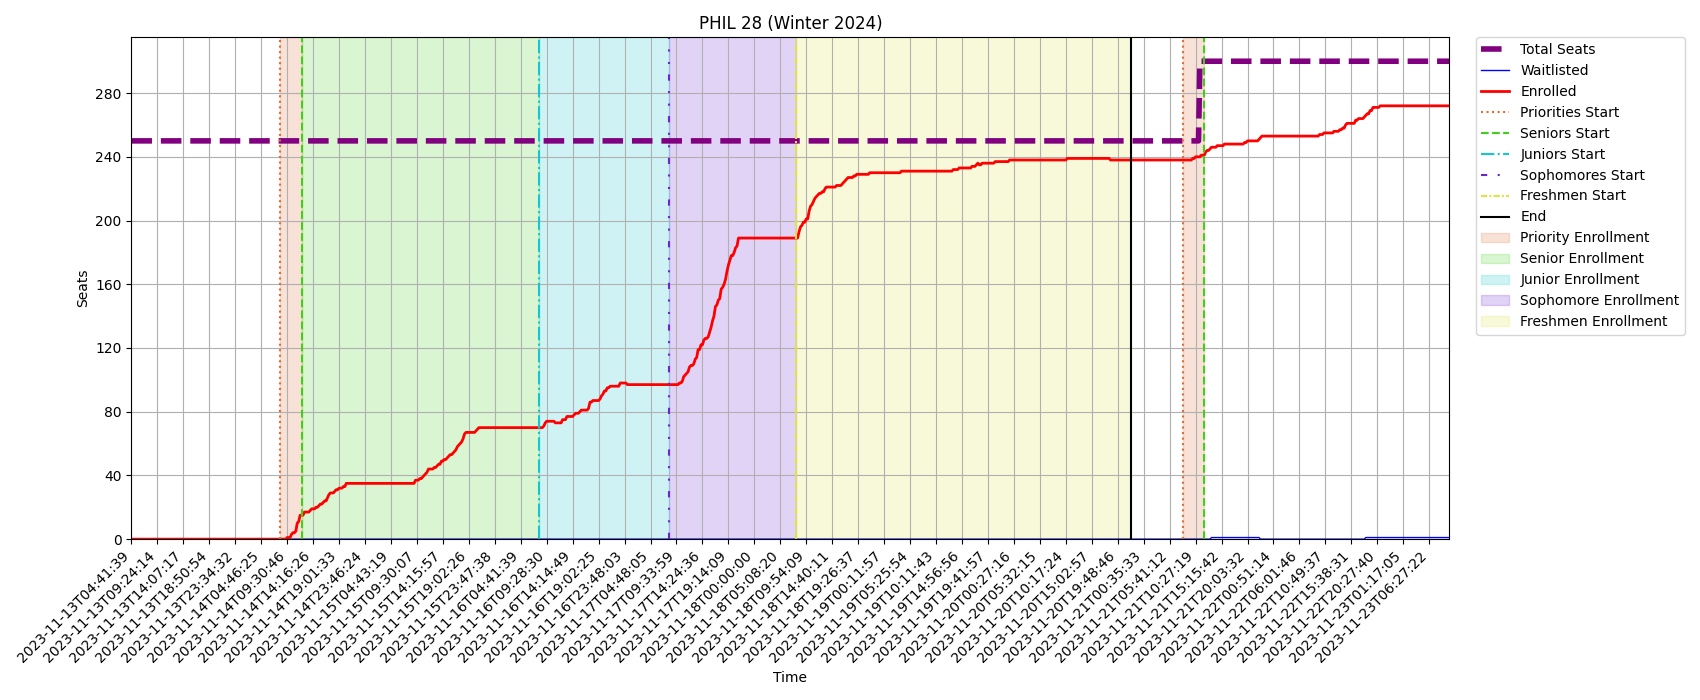 PHIL 28 (Winter 2024)
Seats
280
240
200
160
120
80
40
0
2023-11-13T04:41:39
2023-11-13T09:24:14
2023-11-13T14:07:17
2023-11-13T18:50:54
2023-11-13T23:34:32
2023-11-14T04:46:25
2023-11-14T09:30:46
2023-11-14T14:16:26
2023-11-14T19:01:33
2023-11-14T23:46:24
2023-11-15T04:43:19
2023-11-15T09:30:07
2023-11-15T14:15:57
2023-11-15T19:02:26
2023-11-15T23:47:38
2023-11-16T04:41:39
2023-11-16T09:28:30
2023-11-16T14:14:49
2023-11-16T19:02:25
2023-11-16T23:48:03
2023-11-17T04:48:05
2023-11-17T09:33:59
2023-11-17T14:24:36
2023-11-17T19:14:09
2023-11-18T00:00:00
2023-11-18T05:08:20
2023-11-18T09:54:09
2023-11-18T14:40:11
2023-11-18T19:26:37
2023-11-19T00:11:57
2023-11-19T05:25:54
2023-11-19T10:11:43
2023-11-19T14:56:56
2023-11-19T19:41:57
2023-11-20T00:27:16
2023-11-20T05:32:15
2023-11-20T10:17:24
2023-11-20T15:02:57
2023-11-20T19:48:46
2023-11-21T00:35:33
2023-11-21T05:41:12
2023-11-21T10:27:19
2023-11-21T15:15:42
2023-11-21T20:03:32
2023-11-22T00:51:14
2023-11-22T06:01:46
2023-11-22T10:49:37
2023-11-22T15:38:31
2023-11-22T20:27:40
2023-11-23T01:17:05
2023-11-23T06:27:22
Time
Total Seats
Waitlisted
Enrolled
Priorities Start
Seniors Start
Juniors Start
Sophomores Start
Freshmen Start
End
Priority Enrollment
Senior Enrollment
Junior Enrollment
Sophomore Enrollment
Freshmen Enrollment